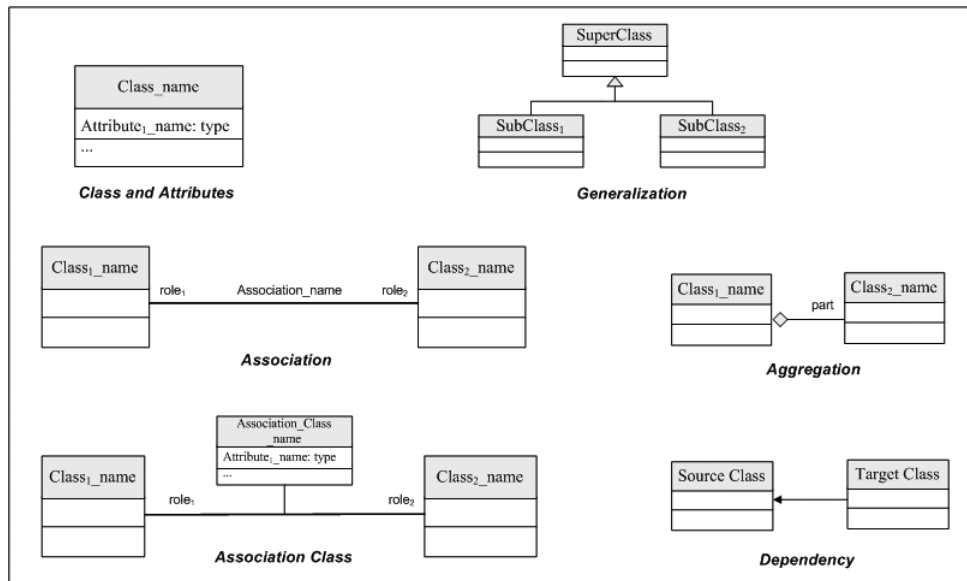 Class_name
Attribute₁_name: type
...
Class and Attributes
SuperClass
SubClass₁
SubClass₂
Generalization
Class₁_name
role₁
Association_name
role₂
Class₂_name
Association
Class₁_name
part
Class₂_name
Aggregation
Association_Class
_name
Attribute₁_name: type
...
Class₁_name
role₁
role₂
Class₂_name
Association Class
Source Class
Target Class
Dependency